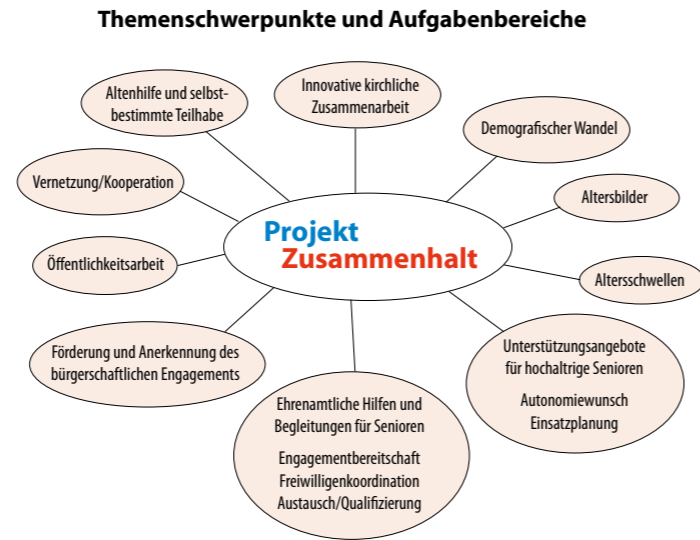 Themenschwerpunkte und Aufgabenbereiche
Altenhilfe und selbst-
bestimmte Teilhabe
Innovative kirchliche
Zusammenarbeit
Demografischer Wandel
Vernetzung/Kooperation
Altersbilder
Projekt
Zusammenhalt
Öffentlichkeitsarbeit
Altersschwellen
Förderung und Anerkennung des
bürgerschaftlichen Engagements
Unterstützungsangebote
für hochaltrige Senioren
Autonomiewunsch
Einsatzplanung
Ehrenamtliche Hilfen und
Begleitungen für Senioren
Engagementbereitschaft
Freiwilligenkoordination
Austausch/Qualifizierung